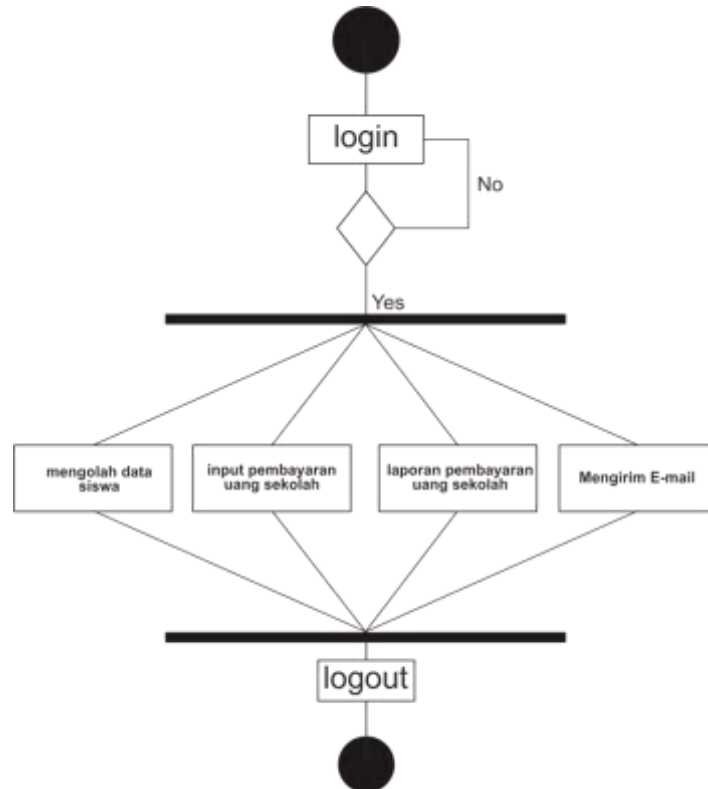 login
No
Yes
mengolah data
siswa
input pembayaran
uang sekolah
laporan pembayaran
uang sekolah
Mengirim E-mail
logout